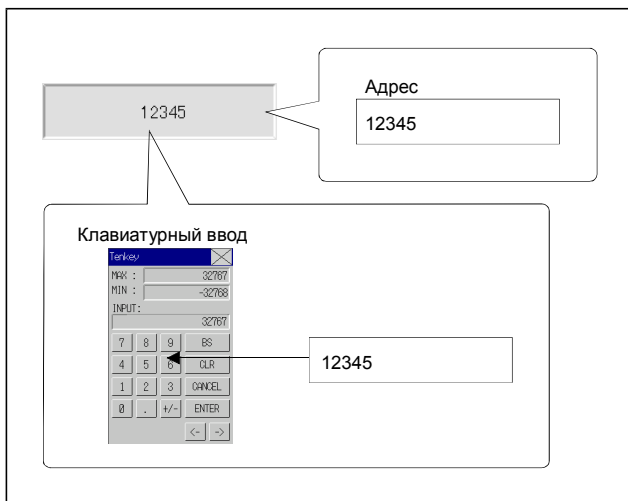 12345
Адрес
12345
Клавиатурный ввод
Tenkey
MAX : 32767
MIN : -32768
INPUT:
32767
7 8 9 BS
4 5 6 CLR
1 2 3 CANCEL
0 . +/- ENTER
<- ->
12345